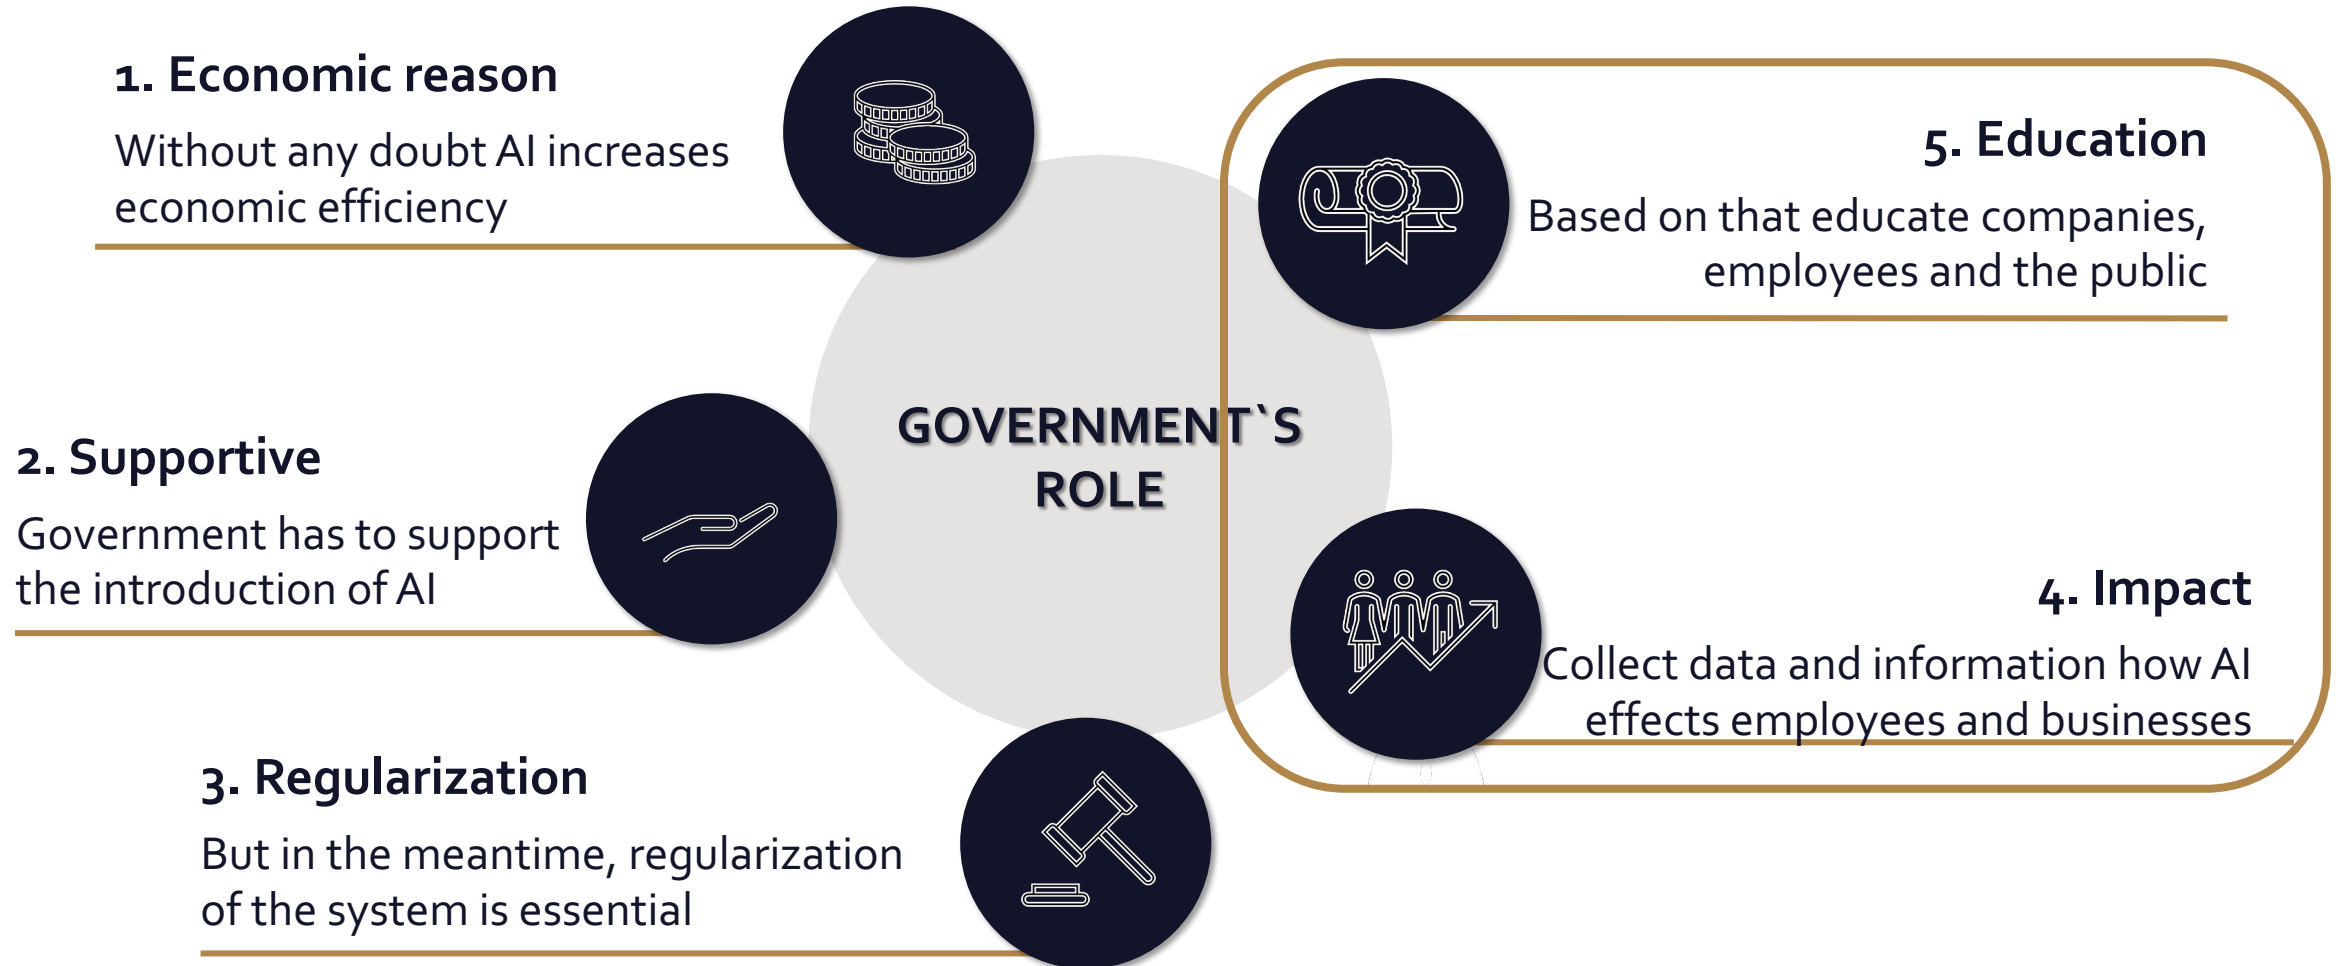 1. Economic reason
Without any doubt AI increases
economic efficiency
2. Supportive
Government has to support
the introduction of AI
3. Regularization
But in the meantime, regularization
of the system is essential
GOVERNMENT`S
ROLE
5. Education
Based on that educate companies,
employees and the public
4. Impact
Collect data and information how AI
effects employees and businesses